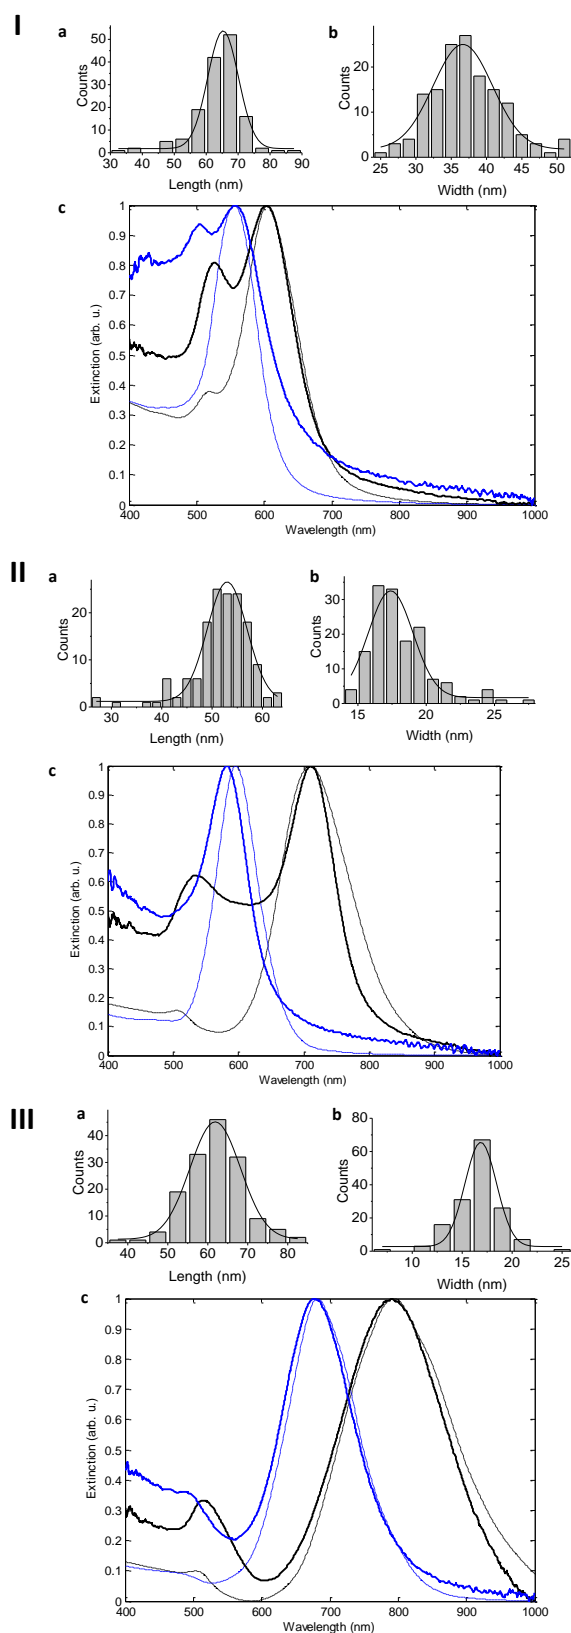 I
a
b
Counts
50
40
30
20
10
0
30 40 50 60 70 80 90
Length (nm)
Counts
20
10
0
25 30 35 40 45 50
Width (nm)
c
Extinction (arb. u.)
1
0.9
0.8
0.7
0.6
0.5
0.4
0.3
0.2
0.1
0
400 500 600 700 800 900 1000
Wavelength (nm)
II
a
b
Counts
20
10
0
30 40 50 60
Length (nm)
Counts
30
20
10
0
15 20 25
Width (nm)
c
Extinction (arb. u.)
1
0.9
0.8
0.7
0.6
0.5
0.4
0.3
0.2
0.1
0
400 500 600 700 800 900 1000
Wavelength (nm)
III
a
b
Counts
40
30
20
10
0
40 50 60 70 80
Length (nm)
Counts
80
60
40
20
0
10 15 20 25
Width (nm)
c
Extinction (arb. u.)
1
0.9
0.8
0.7
0.6
0.5
0.4
0.3
0.2
0.1
0
400 500 600 700 800 900 1000
Wavelength (nm)